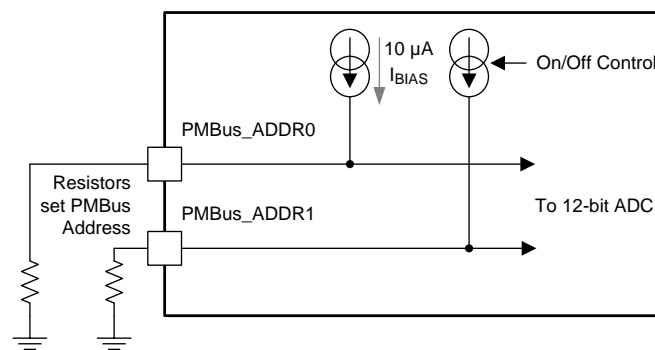 10 µA
IBIAS
On/Off Control
PMBus_ADDR0
Resistors
set PMBus
Address
PMBus_ADDR1
To 12-bit ADC